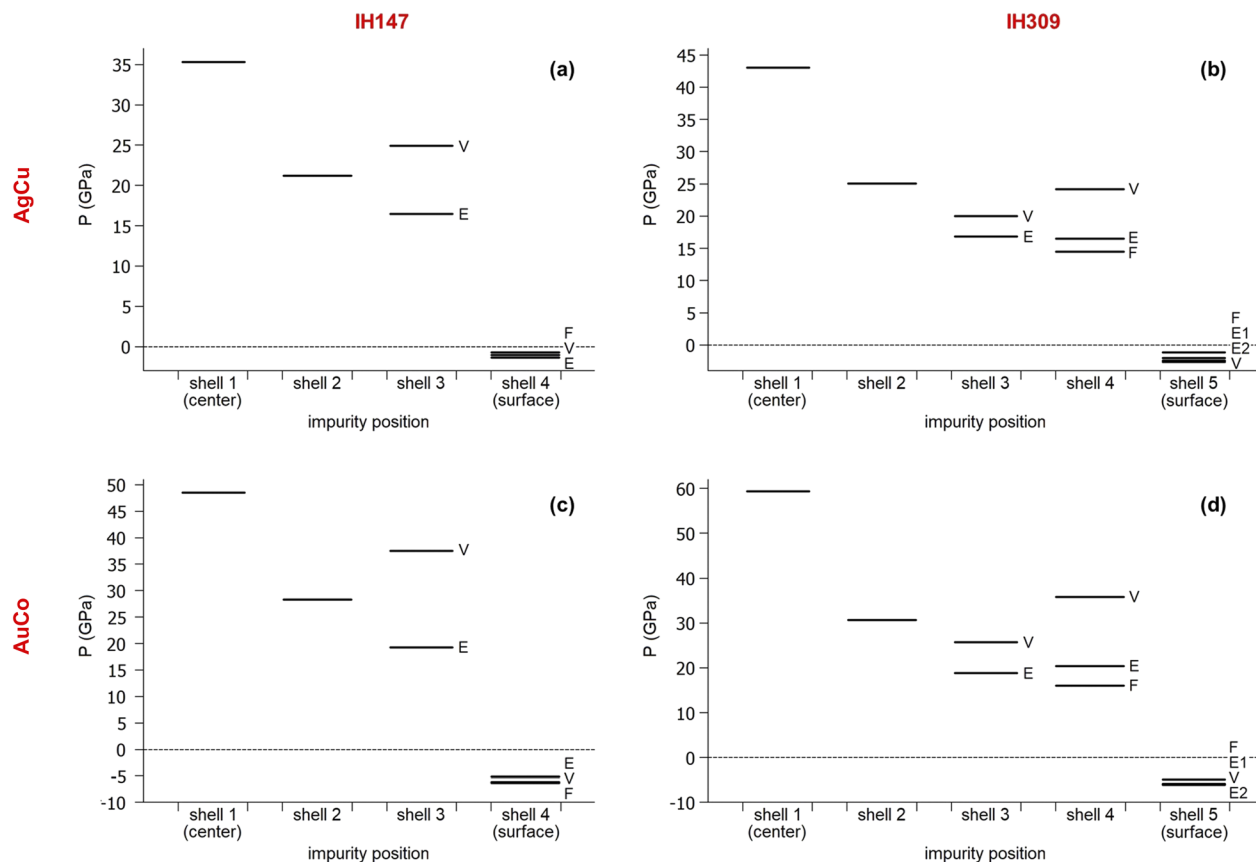 IH147
IH309
AgCu
(a)
P (GPa)
35
30
25
20
15
10
5
0
V
E
F
V
E
shell 1
(center)
shell 2
shell 3
shell 4
(surface)
impurity position
(b)
P (GPa)
45
40
35
30
25
20
15
10
5
0
V
E
V
E
F
F
E1
E2
V
shell 1
(center)
shell 2
shell 3
shell 4
shell 5
(surface)
impurity position
AuCo
(c)
P (GPa)
50
45
40
35
30
25
20
15
10
5
0
-5
-10
V
E
E
V
F
shell 1
(center)
shell 2
shell 3
shell 4
(surface)
impurity position
(d)
P (GPa)
60
50
40
30
20
10
0
-10
V
E
V
E
F
F
E1
V
E2
shell 1
(center)
shell 2
shell 3
shell 4
shell 5
(surface)
impurity position